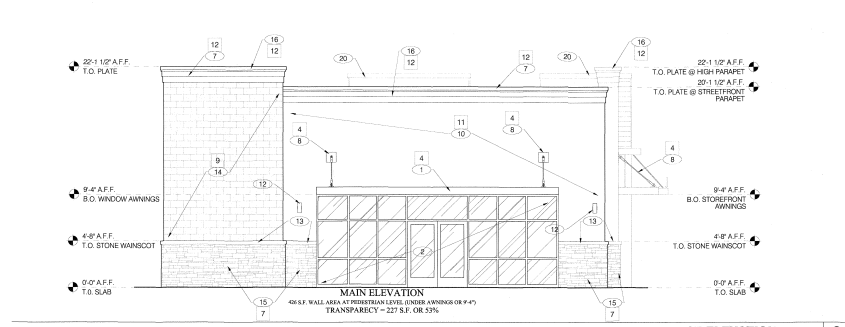 16
12
12
7
22'-1 1/2" A.F.F.
T.O. PLATE
20
16
12
12
7
20
16
12
22'-1 1/2" A.F.F.
T.O. PLATE @ HIGH PARAPET
20'-1 1/2" A.F.F.
T.O. PLATE @ STREETFRONT
PARAPET
4
8
11
10
4
8
4
8
9
14
4
1
12
9'-4" A.F.F.
B.O. WINDOW AWNINGS
9'-4" A.F.F.
B.O. STOREFRONT
AWNINGS
13
12
13
4'-8" A.F.F.
T.O. STONE WAINSCOT
2
4'-8" A.F.F.
T.O. STONE WAINSCOT
0'-0" A.F.F.
T.O. SLAB
0'-0" A.F.F.
T.O. SLAB
15
7
15
7
MAIN ELEVATION
426 S.F. WALL AREA AT PEDESTRIAN LEVEL (UNDER AWNINGS OR 9'-4")
TRANSPARECY = 227 S.F. OR 53%